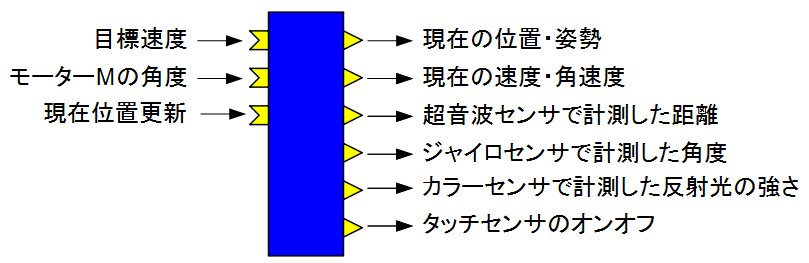 目標速度
モーターMの角度
現在位置更新
現在の位置・姿勢
現在の速度・角速度
超音波センサで計測した距離
ジャイロセンサで計測した角度
カラーセンサで計測した反射光の強さ
タッチセンサのオンオフ